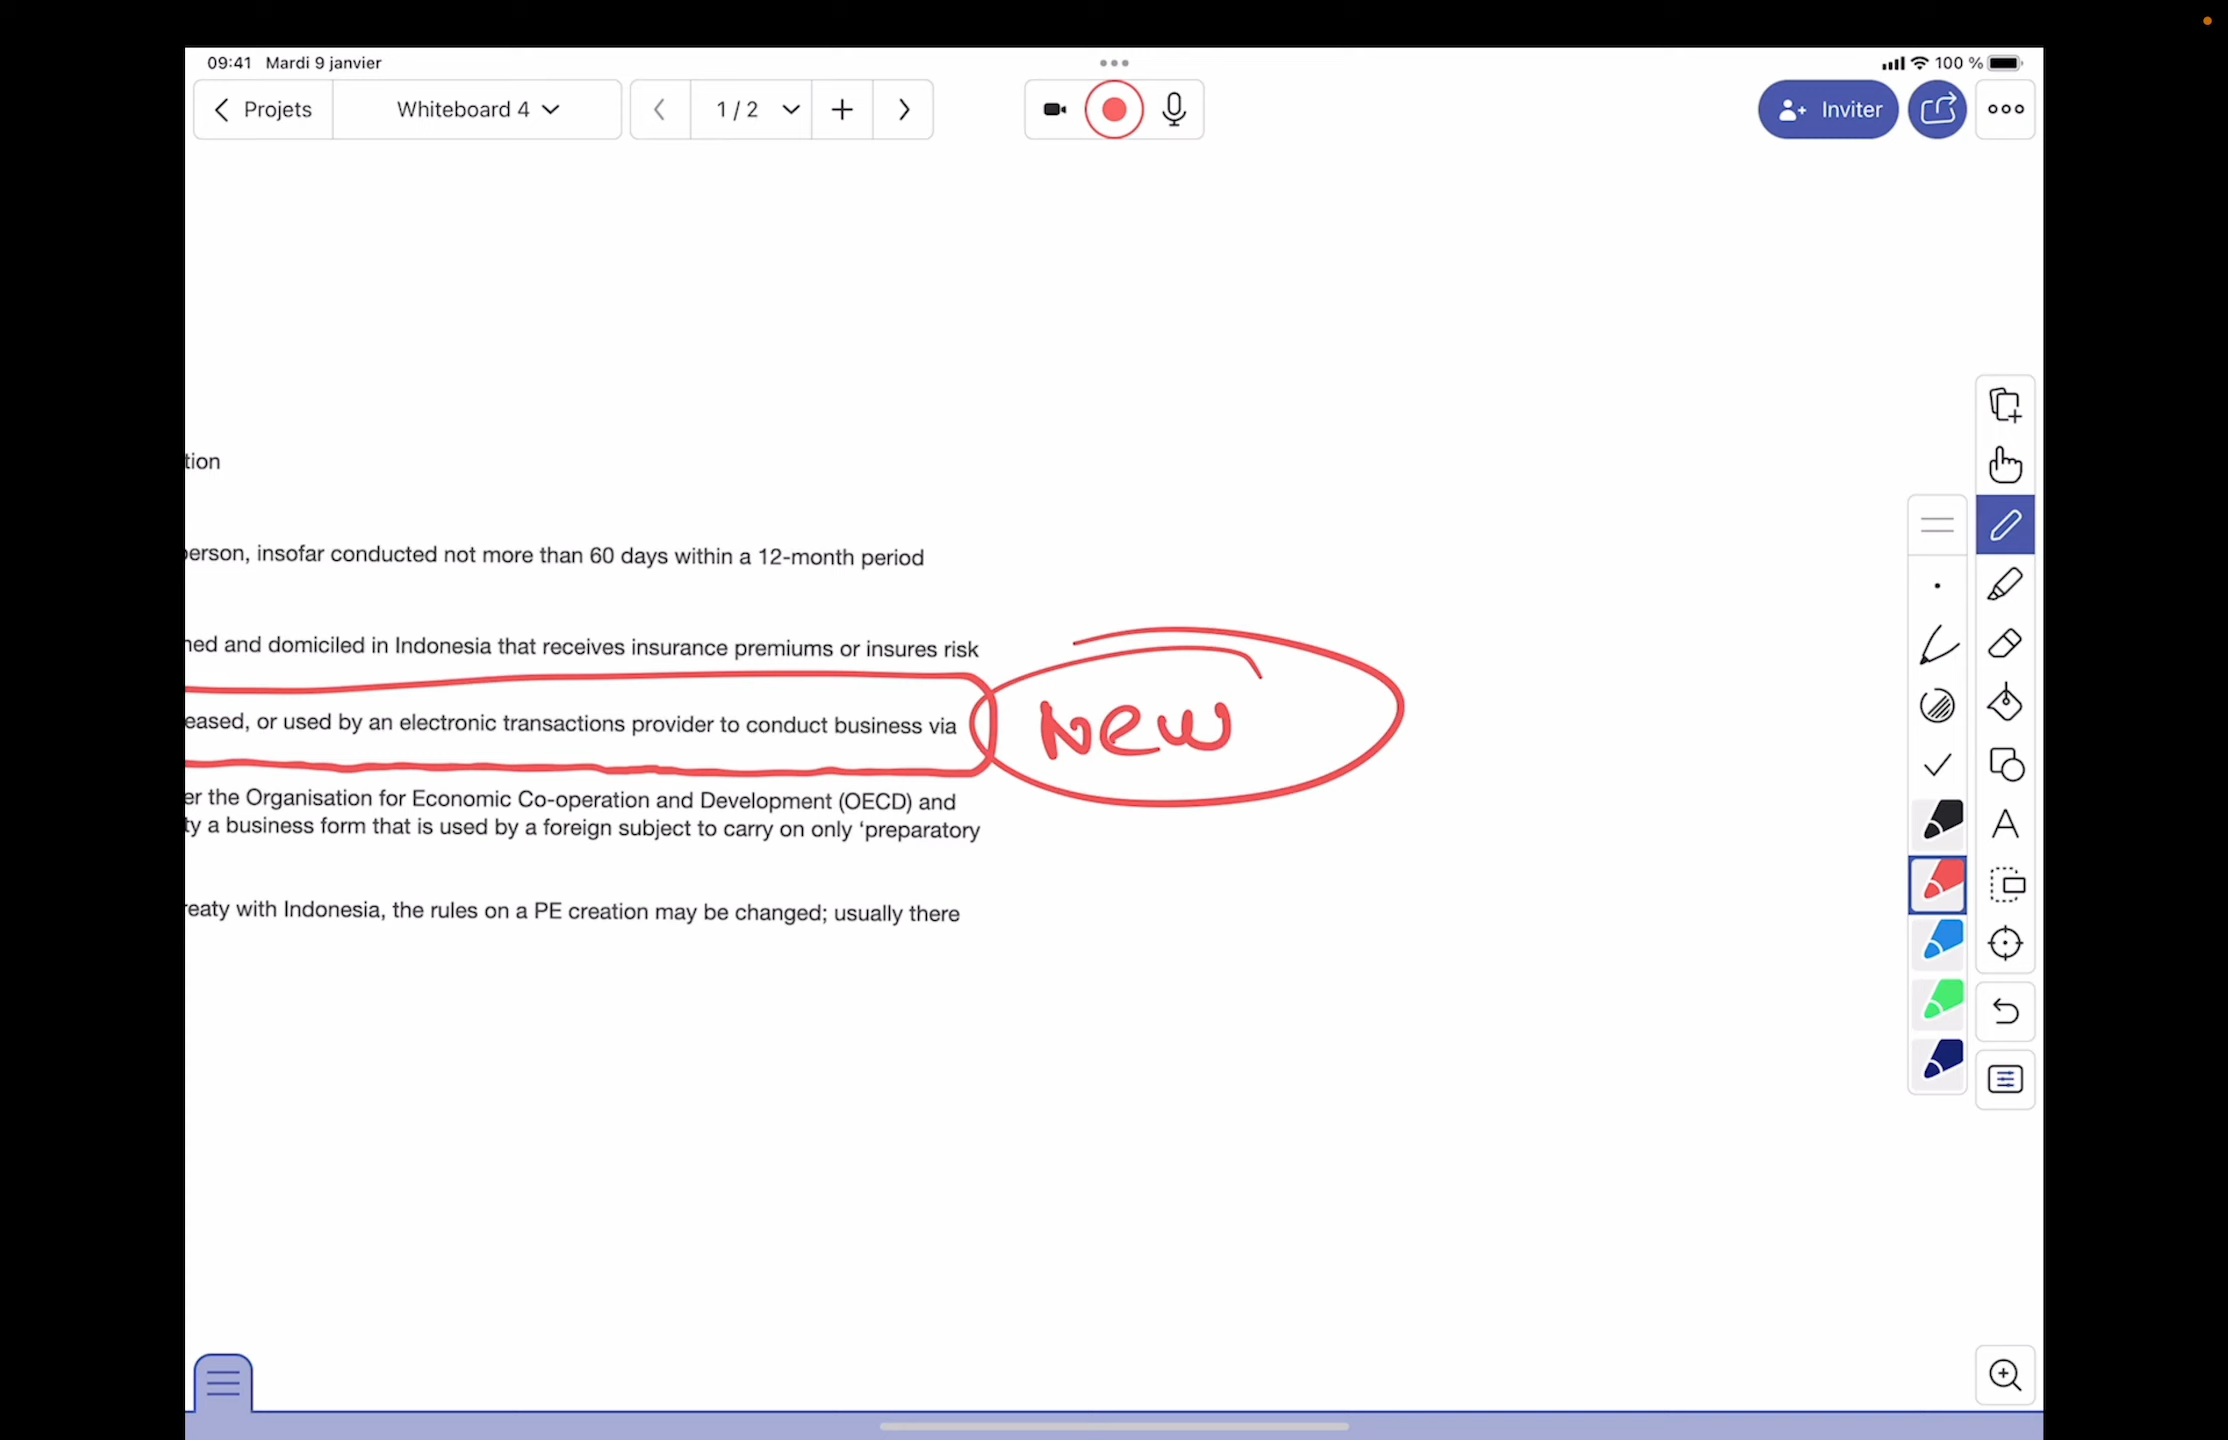 09:41 Mardi 9 janvier
100 %
Projets
Whiteboard 4
1 / 2
Inviter
tion
person, insofar conducted not more than 60 days within a 12-month period
ned and domiciled in Indonesia that receives insurance premiums or insures risk
eased, or used by an electronic transactions provider to conduct business via
New
er the Organisation for Economic Co-operation and Development (OECD) and
ty a business form that is used by a foreign subject to carry on only ‘preparatory
reaty with Indonesia, the rules on a PE creation may be changed; usually there
A